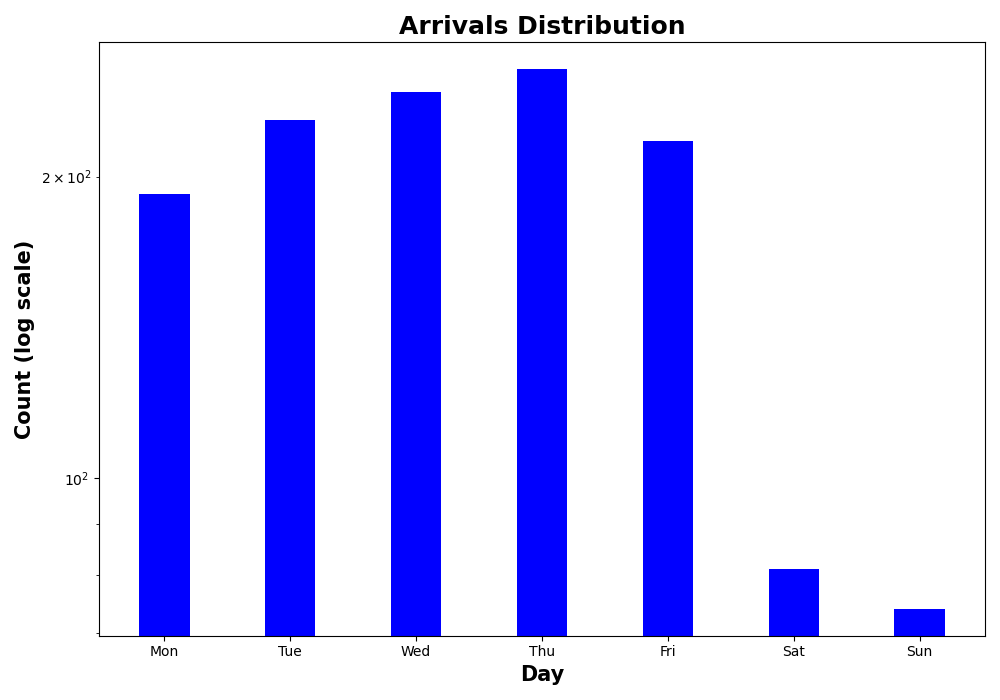 Arrivals Distribution
Count (log scale)
2 × 10²
10²
Mon Tue Wed Thu Fri Sat Sun
Day